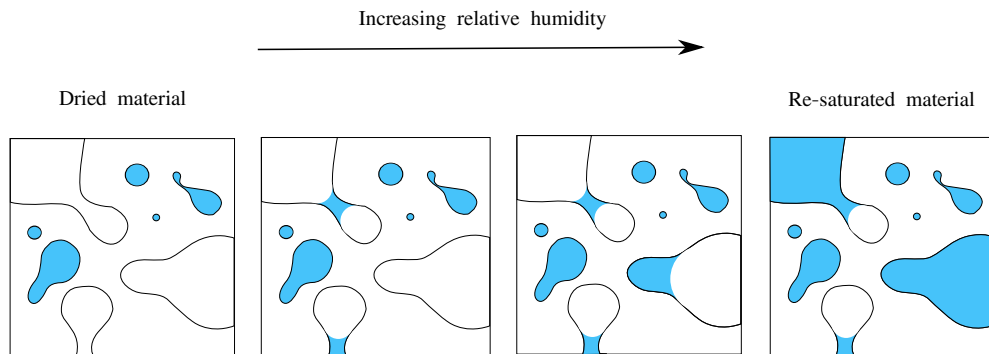 Increasing relative humidity
Dried material
Re-saturated material